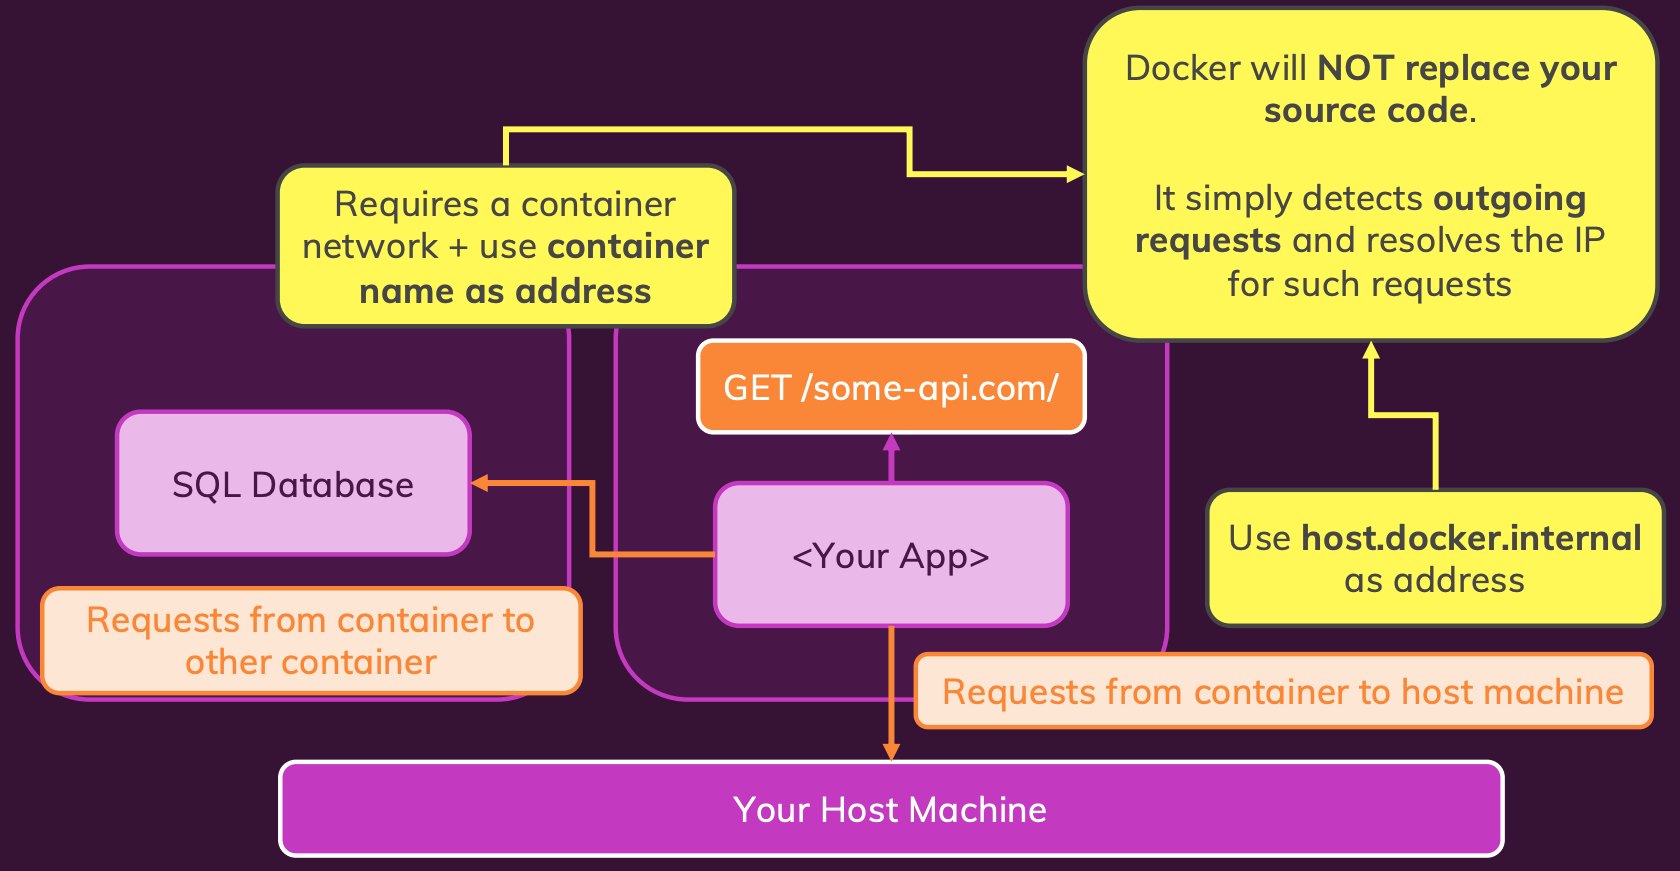 Docker will NOT replace your
source code.
It simply detects outgoing
requests and resolves the IP
for such requests
Requires a container
network + use container
name as address
GET /some-api.com/
SQL Database
<Your App>
Use host.docker.internal
as address
Requests from container to
other container
Requests from container to host machine
Your Host Machine